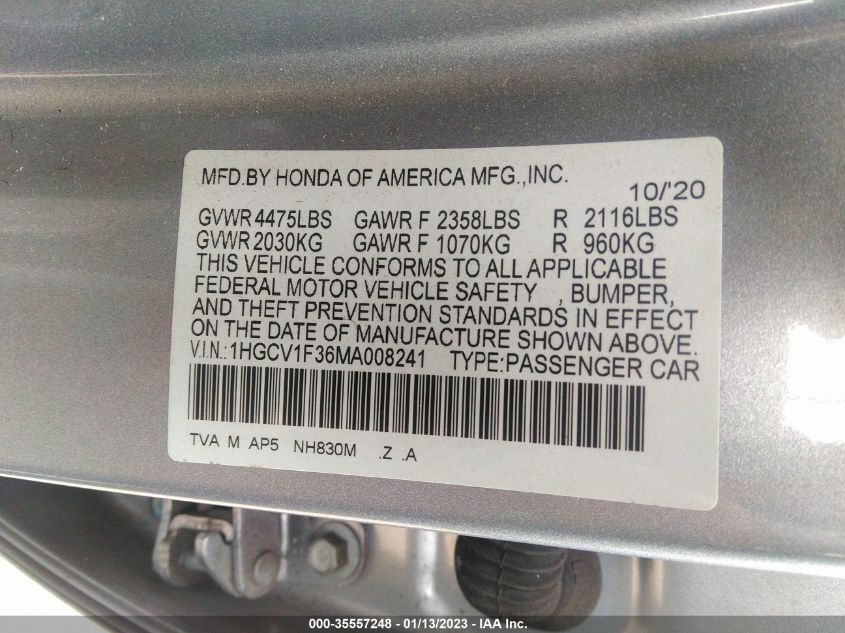 MFD.BY HONDA OF AMERICA MFG.,INC.
10/'20
GVWR 4475LBS GAWR F 2358LBS R 2116LBS
GVWR 2030KG GAWR F 1070KG R 960KG
THIS VEHICLE CONFORMS TO ALL APPLICABLE
FEDERAL MOTOR VEHICLE SAFETY , BUMPER,
AND THEFT PREVENTION STANDARDS IN EFFECT
ON THE DATE OF MANUFACTURE SHOWN ABOVE.
V.I.N.:1HGCV1F36MA008241 TYPE:PASSENGER CAR
TVA M AP5 NH830M .Z .A
000-35557248 - 01/13/2023 - IAA Inc.